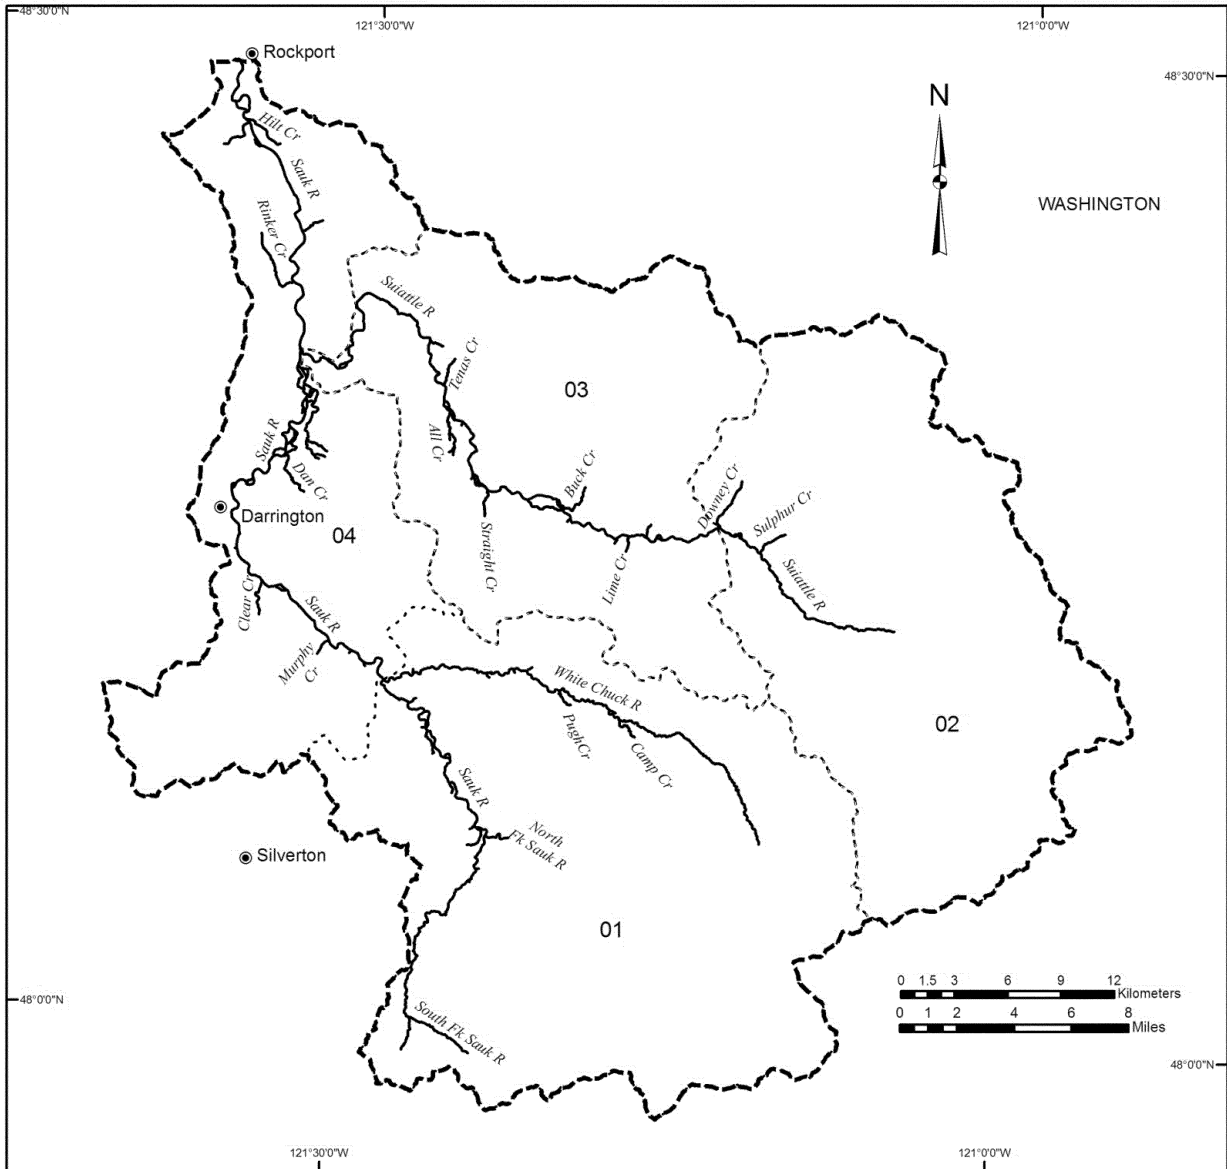 48°30'0"N
121°30'0"W
121°0'0"W
Rockport
48°30'0"N
N
Hilt Cr
Sauk R
WASHINGTON
Rinker Cr
Suiattle R
Tenas Cr
03
Sauk R
All Cr
Buck Cr
Dan Cr
Downey Cr
Sulphur Cr
Darrington
04
Straight Cr
Lime Cr
Suiattle R
Clear Cr
Sauk R
Murphy
Cr
White Chuck R
Pugh Cr
Camp Cr
02
Sauk R
North
Fk Sauk R
Silverton
01
0 1.5 3 6 9 12
Kilometers
48°0'0"N
0 1 2 4 6 8
Miles
South Fk Sauk R
48°0'0"N
121°30'0"W
121°0'0"W